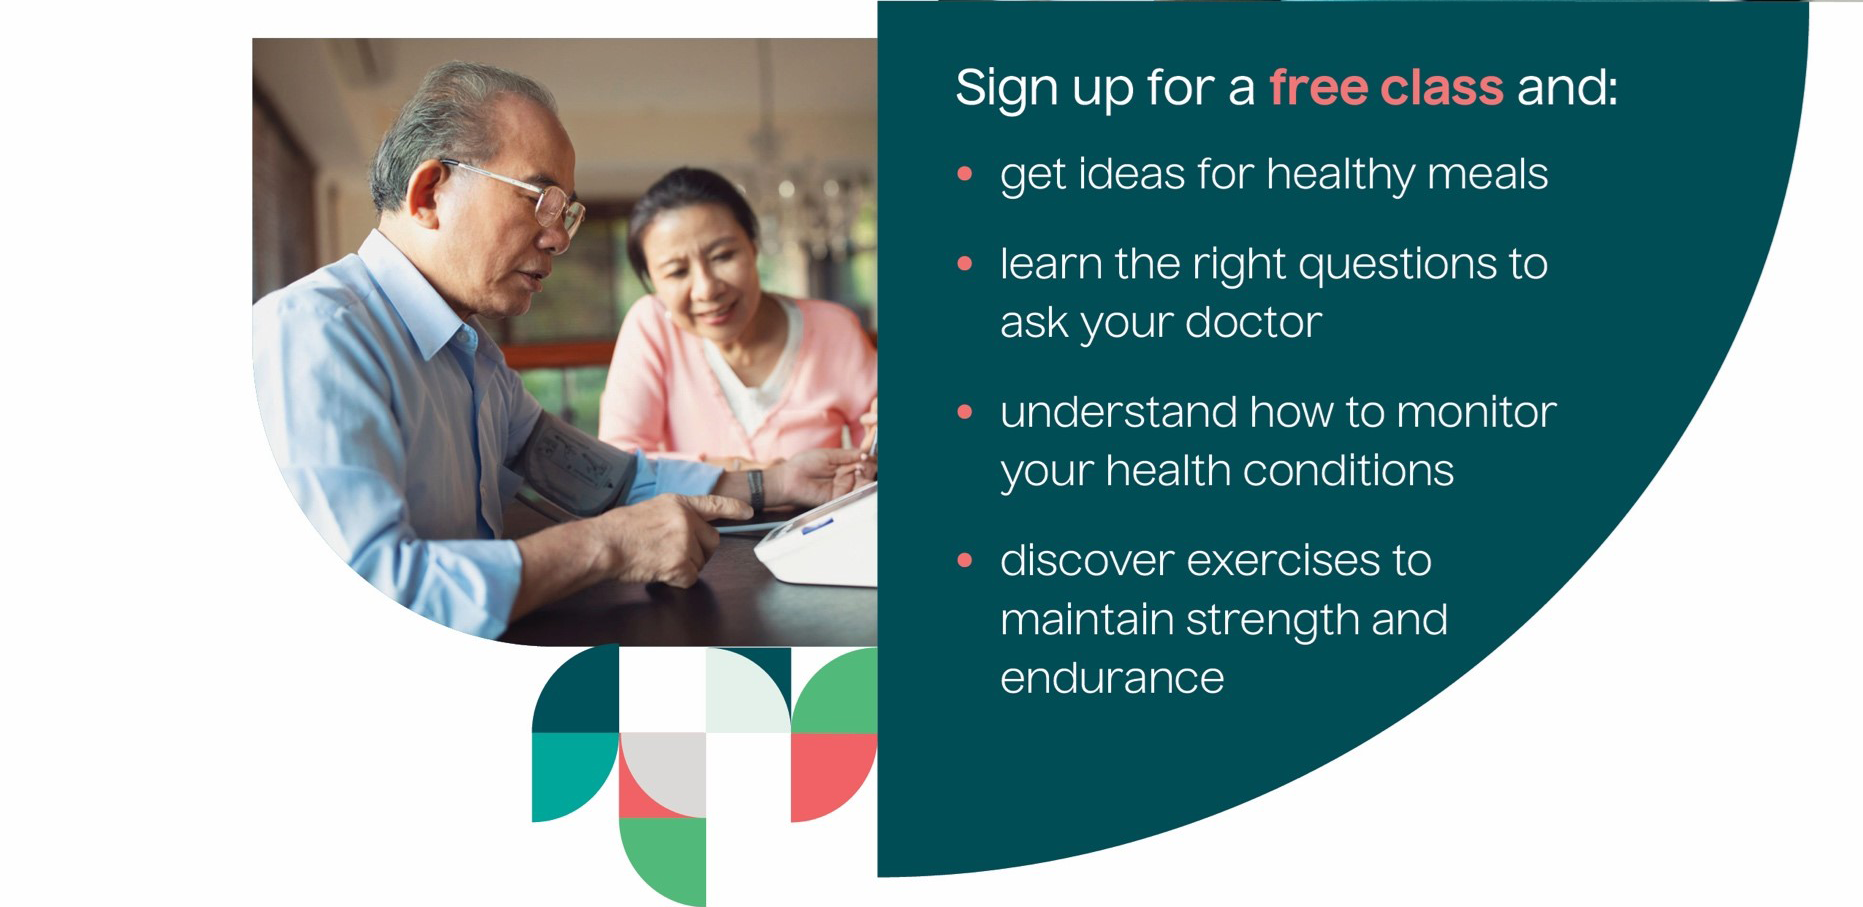 Sign up for a free class and:
• get ideas for healthy meals
• learn the right questions to
ask your doctor
• understand how to monitor
your health conditions
• discover exercises to
maintain strength and
endurance